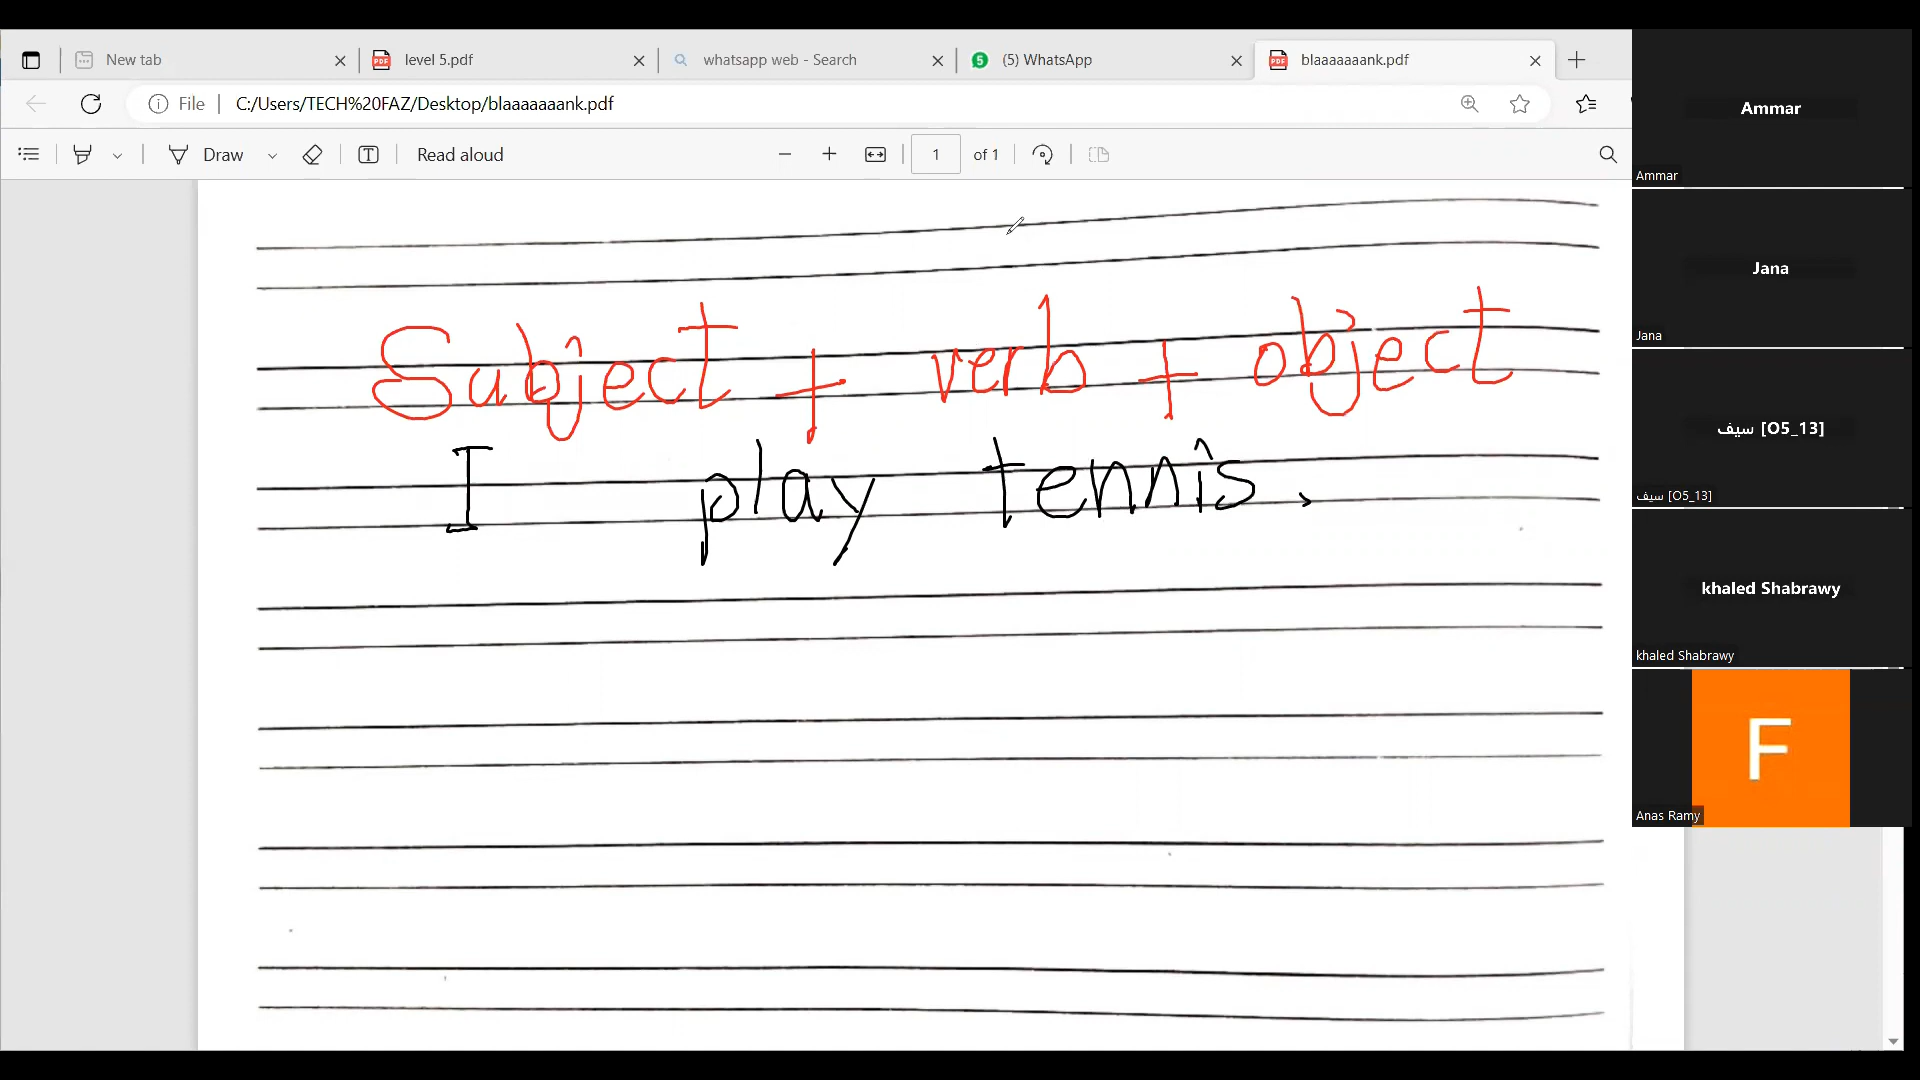 New tab
level 5.pdf
whatsapp web - Search
(5) WhatsApp
blaaaaaaank.pdf
File
C:/Users/TECH%20FAZ/Desktop/blaaaaaaank.pdf
Draw
Read aloud
1 of 1
Subject + verb + object
I play tennis.
Ammar
Ammar
Jana
Jana
سيف [O5_13]
سيف [O5_13]
khaled Shabrawy
khaled Shabrawy
F
Anas Ramy